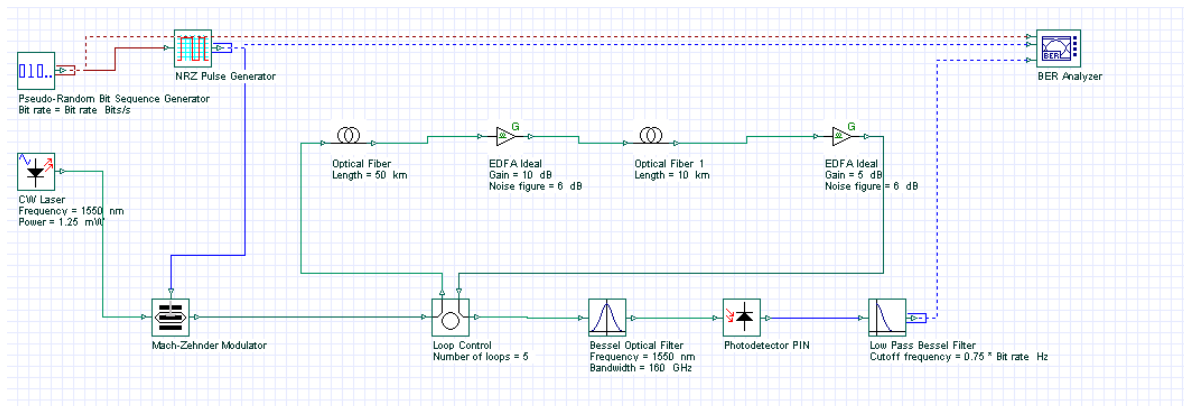 NRZ Pulse Generator
BER
BER Analyzer
010..
Pseudo-Random Bit Sequence Generator
Bit rate = Bit rate Bits/s
G
G
Optical Fiber
Length = 50 km
EDFA Ideal
Gain = 10 dB
Noise figure = 6 dB
Optical Fiber 1
Length = 10 km
EDFA Ideal
Gain = 5 dB
Noise figure = 6 dB
CW Laser
Frequency = 1550 nm
Power = 1.25 mW
Mach-Zehnder Modulator
Loop Control
Number of loops = 5
Bessel Optical Filter
Frequency = 1550 nm
Bandwidth = 160 GHz
Photodetector PIN
Low Pass Bessel Filter
Cutoff frequency = 0.75 * Bit rate Hz